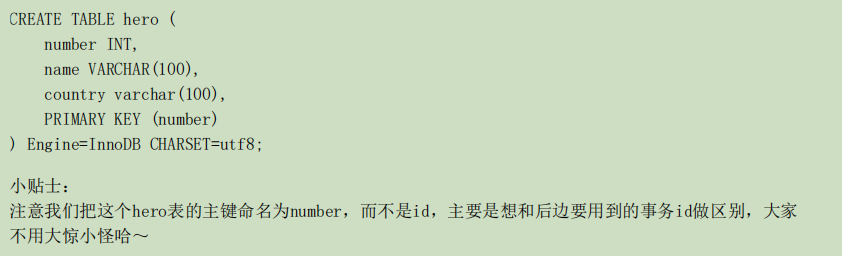 CREATE TABLE hero (
    number INT,
    name VARCHAR(100),
    country varchar(100),
    PRIMARY KEY (number)
) Engine=InnoDB CHARSET=utf8;
小贴士：
注意我们把这个hero表的主键命名为number，而不是id，主要是想和后边要用到的事务id做区别，大家
不用大惊小怪哈～